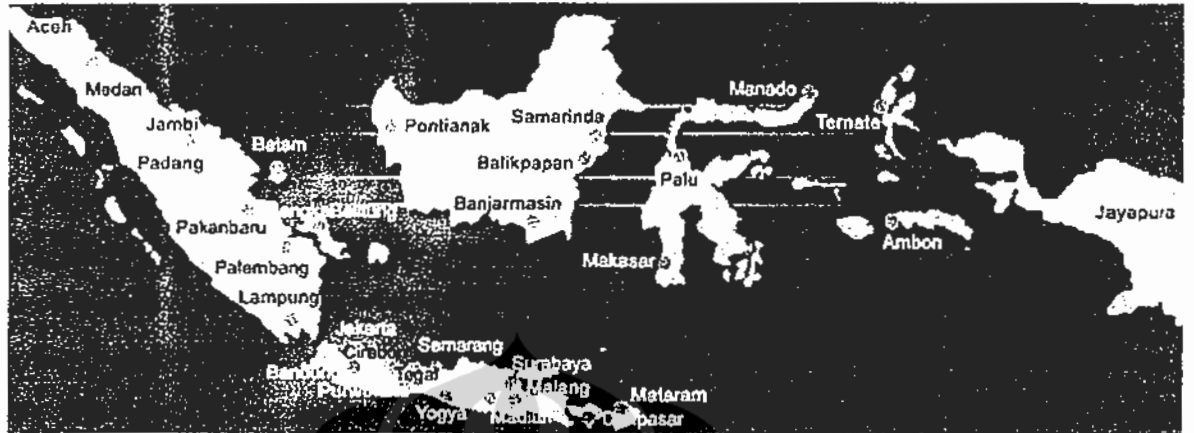 Aceh
Medan
Jambi
Padang
Batam
Pakanbaru
Palembang
Lampung
Pontianak
Samarinda
Balikpapan
Banjarmasin
Manado
Palu
Makasar
Ternate
Ambon
Jayapura
Jakarta
Semarang
Surabaya
Malang
Yogya
Mataram